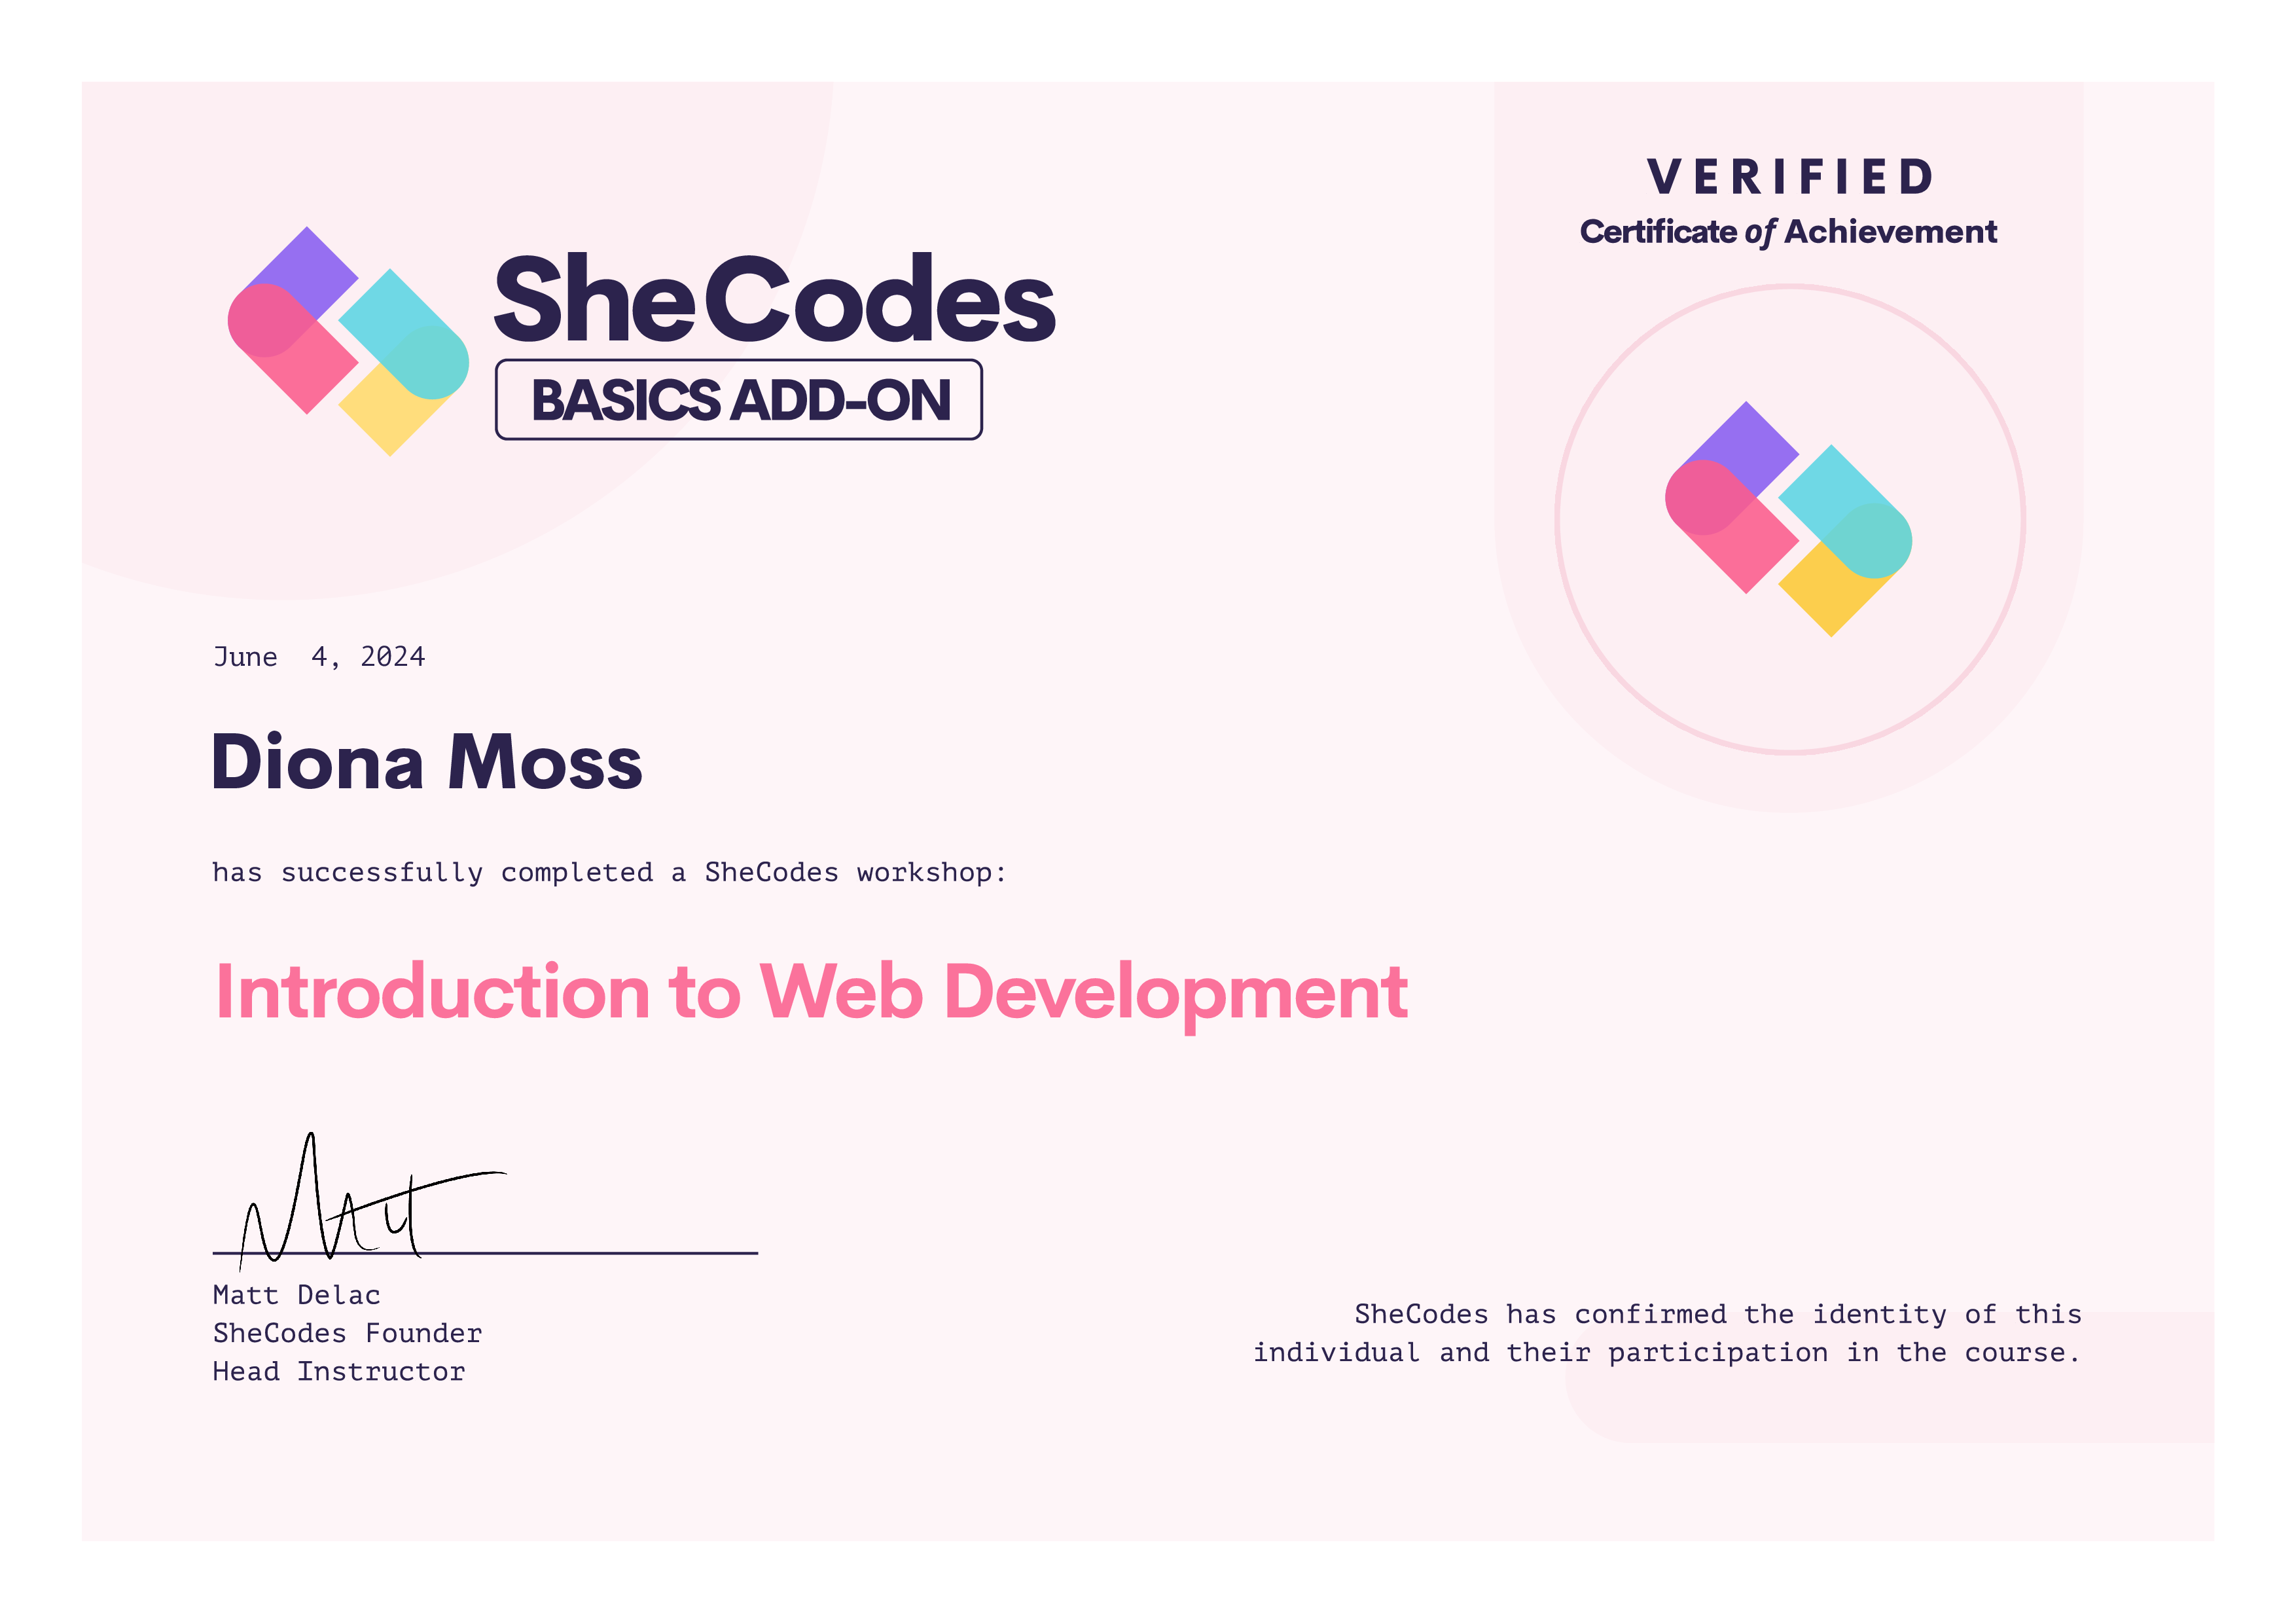 SheCodes
BASICS ADD-ON
VERIFIED
Certificate of Achievement
June  4, 2024
Diona Moss
has successfully completed a SheCodes workshop:
Introduction to Web Development
Matt
Matt Delac
SheCodes Founder
Head Instructor
SheCodes has confirmed the identity of this
individual and their participation in the course.